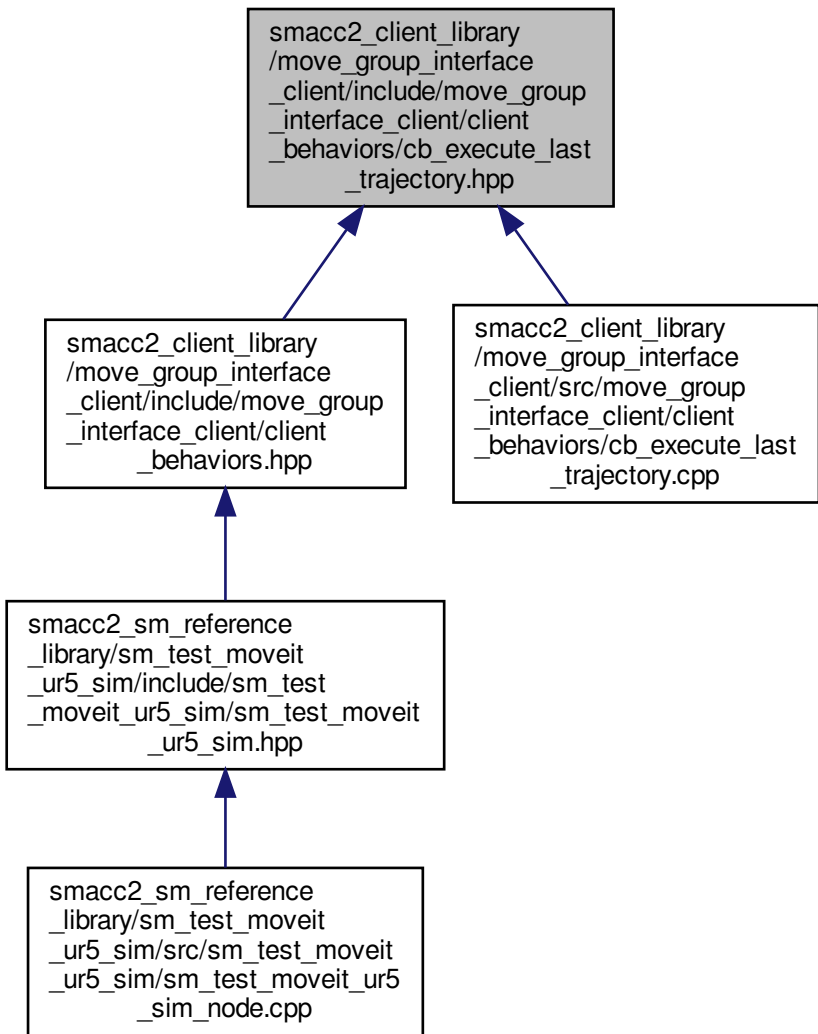 smacc2_client_library
/move_group_interface
_client/include/move_group
_interface_client/client
_behaviors/cb_execute_last
_trajectory.hpp
smacc2_client_library
/move_group_interface
_client/include/move_group
_interface_client/client
_behaviors.hpp
smacc2_client_library
/move_group_interface
_client/src/move_group
_interface_client/client
_behaviors/cb_execute_last
_trajectory.cpp
smacc2_sm_reference
_library/sm_test_moveit
_ur5_sim/include/sm_test
_moveit_ur5_sim/sm_test_moveit
_ur5_sim.hpp
smacc2_sm_reference
_library/sm_test_moveit
_ur5_sim/src/sm_test_moveit
_ur5_sim/sm_test_moveit_ur5
_sim_node.cpp